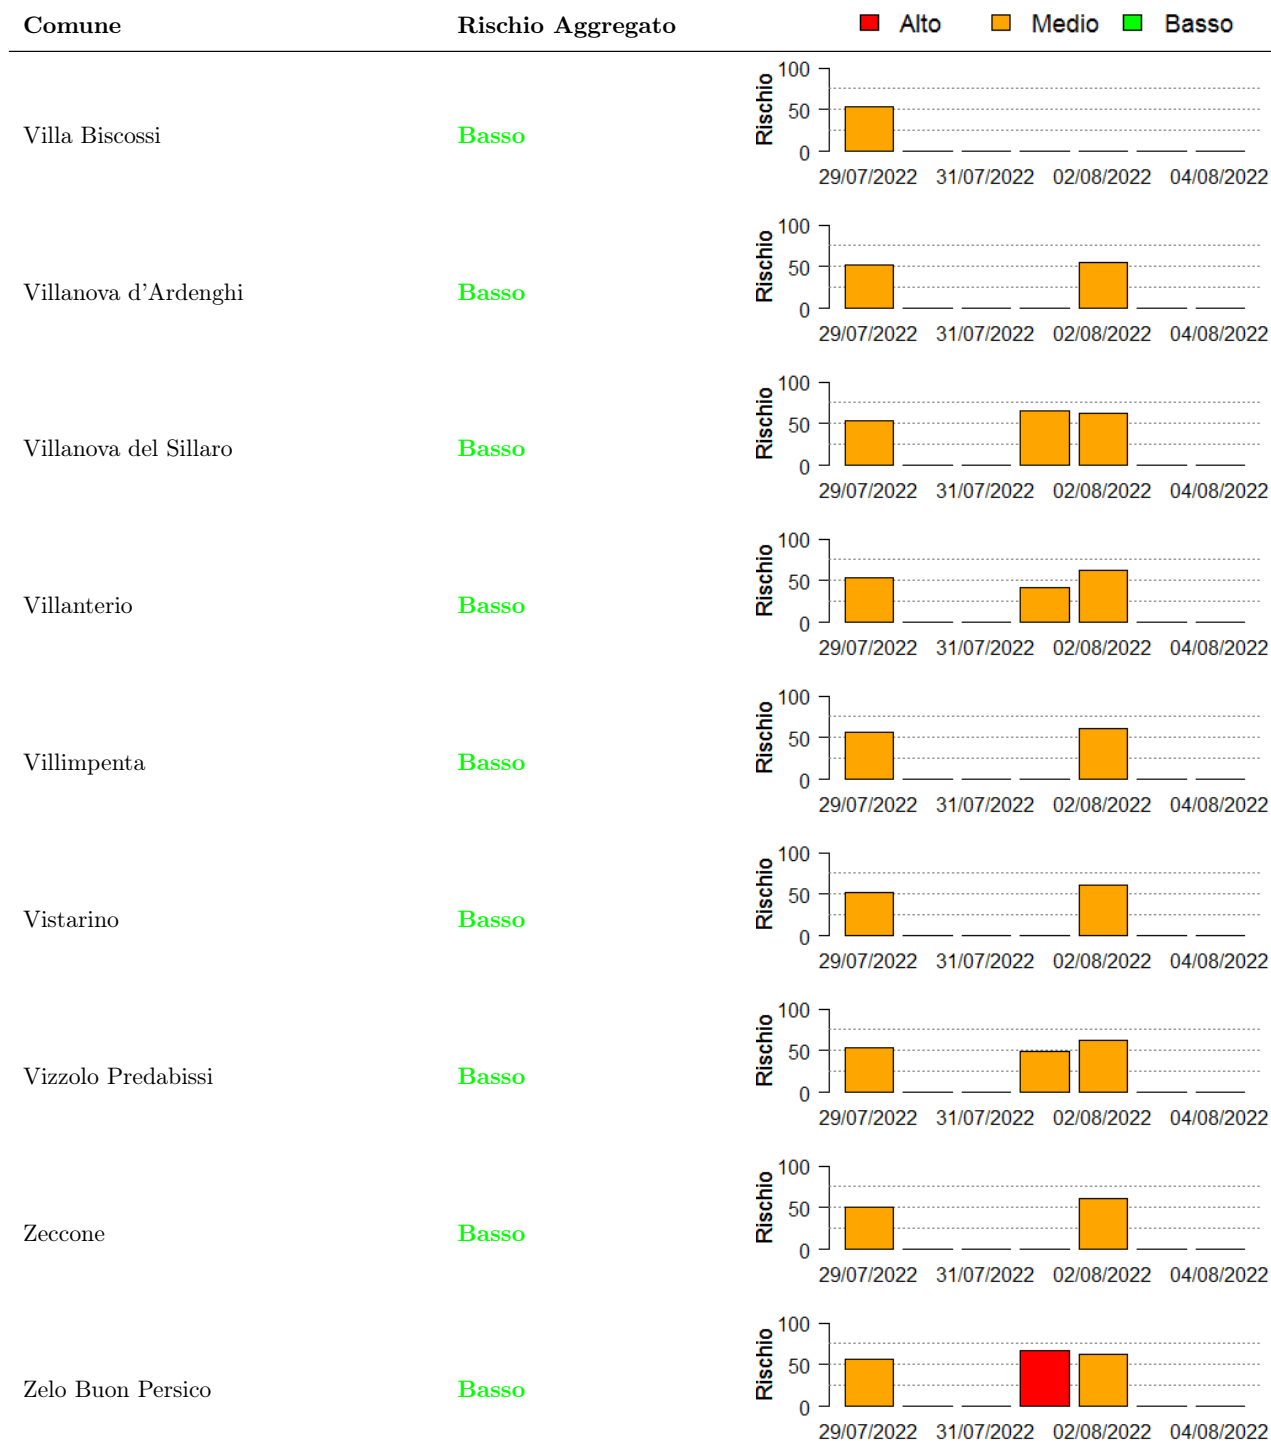 Comune Rischio Aggregato Alto Medio Basso
Villa Biscossi Basso Rischio
100
50
0
29/07/2022 31/07/2022 02/08/2022 04/08/2022
Villanova d'Ardenghi Basso Rischio
100
50
0
29/07/2022 31/07/2022 02/08/2022 04/08/2022
Villanova del Sillaro Basso Rischio
100
50
0
29/07/2022 31/07/2022 02/08/2022 04/08/2022
Villanterio Basso Rischio
100
50
0
29/07/2022 31/07/2022 02/08/2022 04/08/2022
Villimpenta Basso Rischio
100
50
0
29/07/2022 31/07/2022 02/08/2022 04/08/2022
Vistarino Basso Rischio
100
50
0
29/07/2022 31/07/2022 02/08/2022 04/08/2022
Vizzolo Predabissi Basso Rischio
100
50
0
29/07/2022 31/07/2022 02/08/2022 04/08/2022
Zeccone Basso Rischio
100
50
0
29/07/2022 31/07/2022 02/08/2022 04/08/2022
Zelo Buon Persico Basso Rischio
100
50
0
29/07/2022 31/07/2022 02/08/2022 04/08/2022